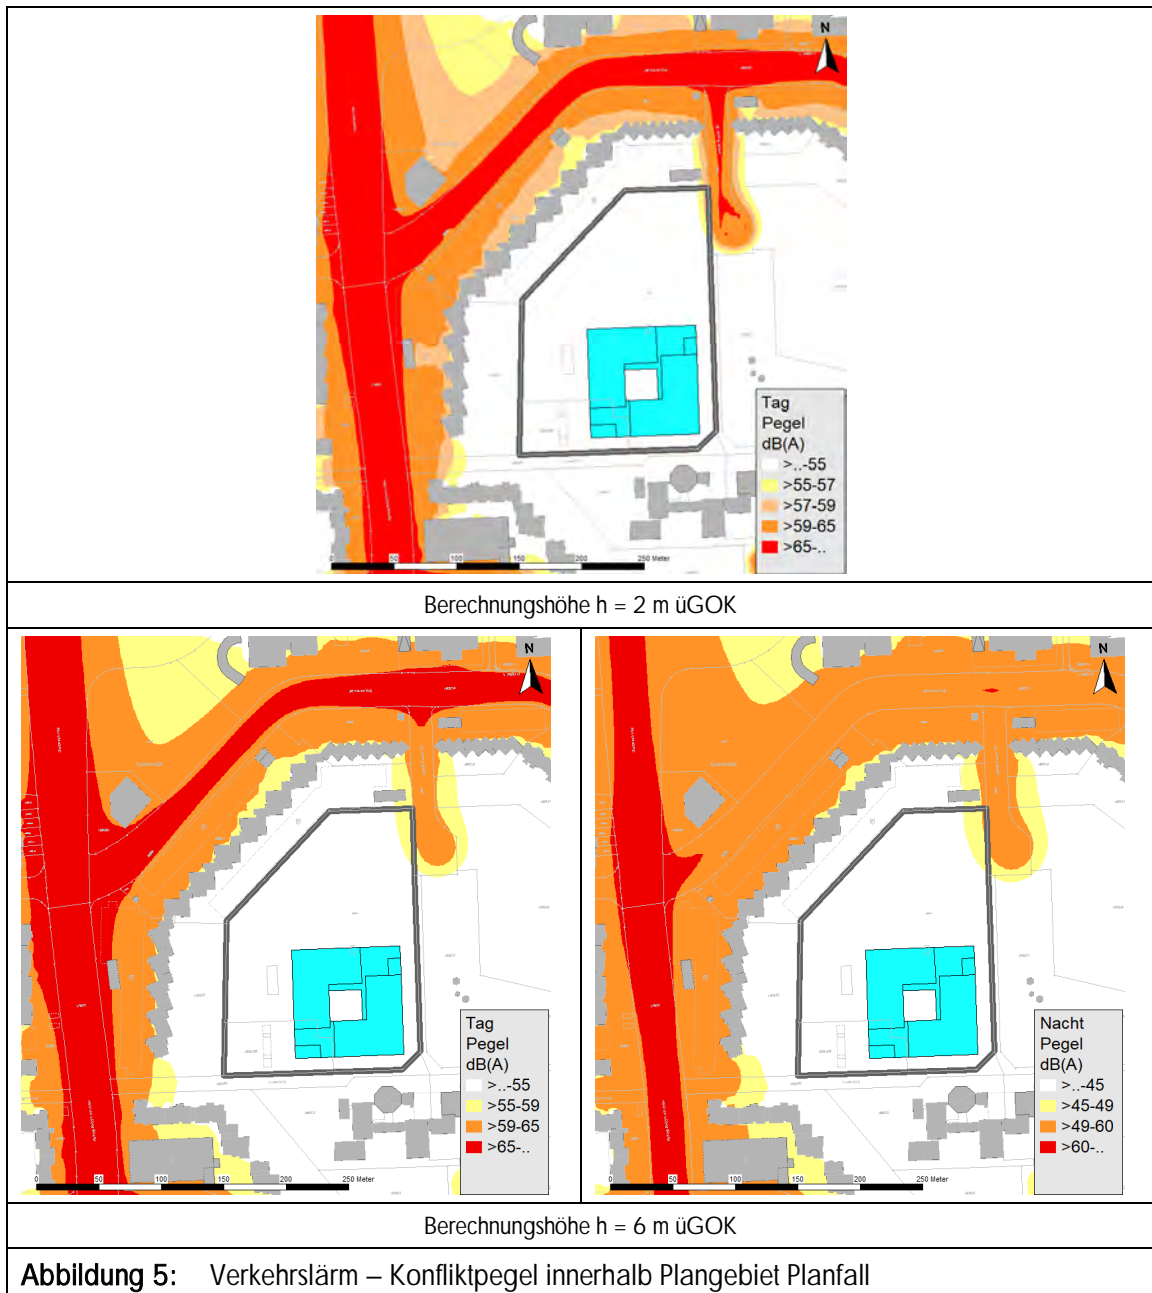 N
Tag
Pegel
dB(A)
>..-55
>55-57
>57-59
>59-65
>65-..
0 50 100 150 200 250 Meter
Berechnungshöhe h = 2 m üGOK
N
Tag
Pegel
dB(A)
>..-55
>55-59
>59-65
>65-..
0 50 100 150 200 250 Meter
N
Nacht
Pegel
dB(A)
>..-45
>45-49
>49-60
>60-..
0 50 100 150 200 250 Meter
Berechnungshöhe h = 6 m üGOK
Abbildung 5: Verkehrslärm – Konfliktpegel innerhalb Plangebiet Planfall